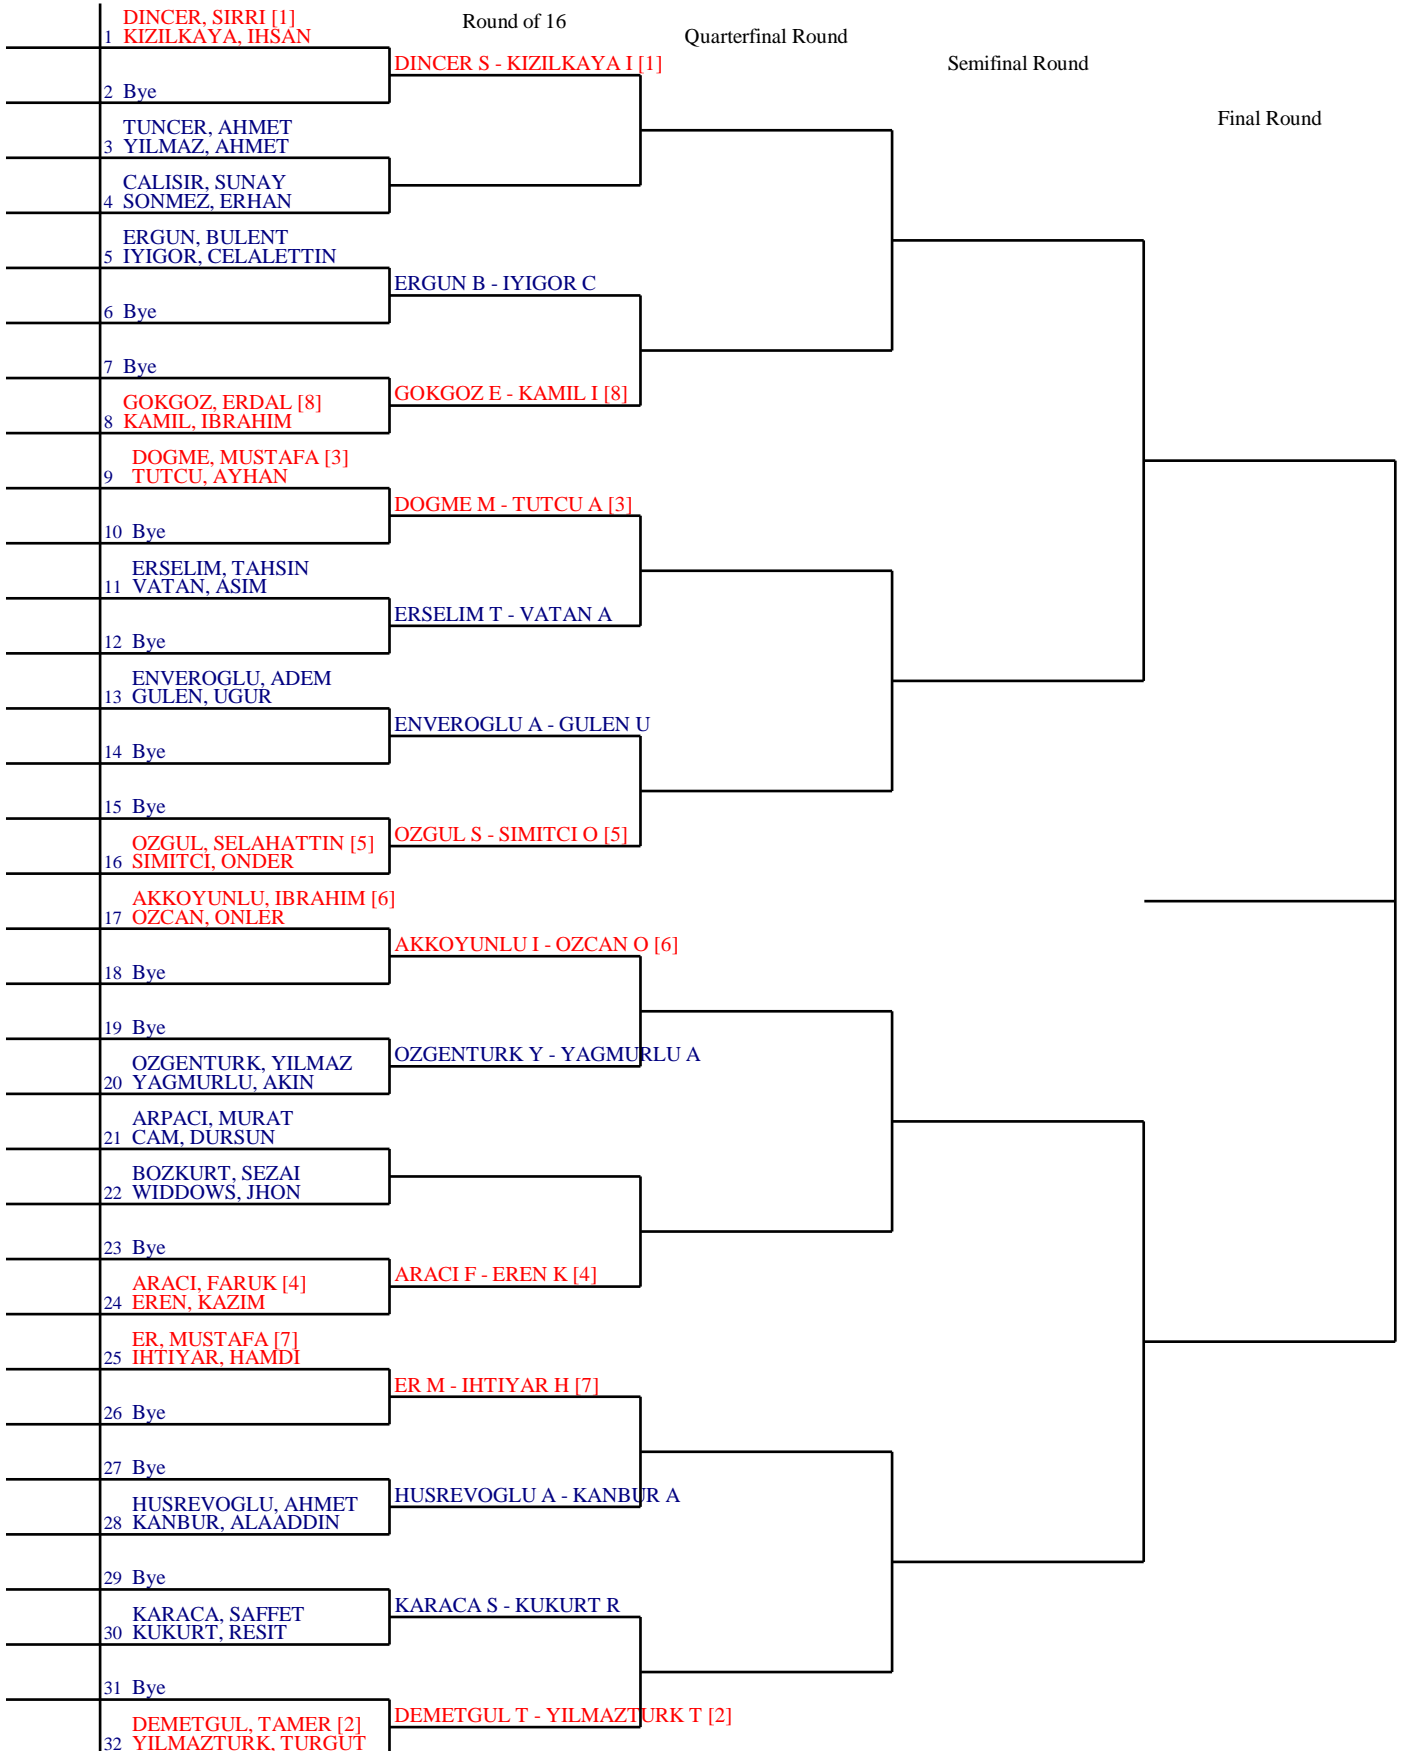 Round of 16
Quarterfinal Round
Semifinal Round
Final Round
DINCER, SIRRI [1]
1 KIZILKAYA, IHSAN
DINCER S - KIZILKAYA I [1]
2 Bye
TUNCER, AHMET
3 YILMAZ, AHMET
CALISIR, SUNAY
4 SONMEZ, ERHAN
ERGUN, BULENT
5 IYIGOR, CELALETTIN
ERGUN B - IYIGOR C
6 Bye
7 Bye
GOKGOZ E - KAMIL I [8]
GOKGOZ, ERDAL [8]
8 KAMIL, IBRAHIM
DOGME, MUSTAFA [3]
9 TUTCU, AYHAN
DOGME M - TUTCU A [3]
10 Bye
ERSELIM, TAHSIN
11 VATAN, ASIM
ERSELIM T - VATAN A
12 Bye
ENVEROGLU, ADEM
13 GULEN, UGUR
ENVEROGLU A - GULEN U
14 Bye
15 Bye
OZGUL S - SIMITCI O [5]
OZGUL, SELAHATTIN [5]
16 SIMITCI, ONDER
AKKOYUNLU, IBRAHIM [6]
17 OZCAN, ONLER
AKKOYUNLU I - OZCAN O [6]
18 Bye
19 Bye
OZGENTURK Y - YAGMURLU A
OZGENTURK, YILMAZ
20 YAGMURLU, AKIN
ARPACI, MURAT
21 CAM, DURSUN
BOZKURT, SEZAI
22 WIDDOWS, JHON
23 Bye
ARACI F - EREN K [4]
ARACI, FARUK [4]
24 EREN, KAZIM
ER, MUSTAFA [7]
25 IHTIYAR, HAMDI
ER M - IHTIYAR H [7]
26 Bye
27 Bye
HUSREVOGLU A - KANBUR A
HUSREVOGLU, AHMET
28 KANBUR, ALAADDIN
29 Bye
KARACA S - KUKURT R
KARACA, SAFFET
30 KUKURT, RESIT
31 Bye
DEMETGUL T - YILMAZTURK T [2]
DEMETGUL, TAMER [2]
32 YILMAZTURK, TURGUT